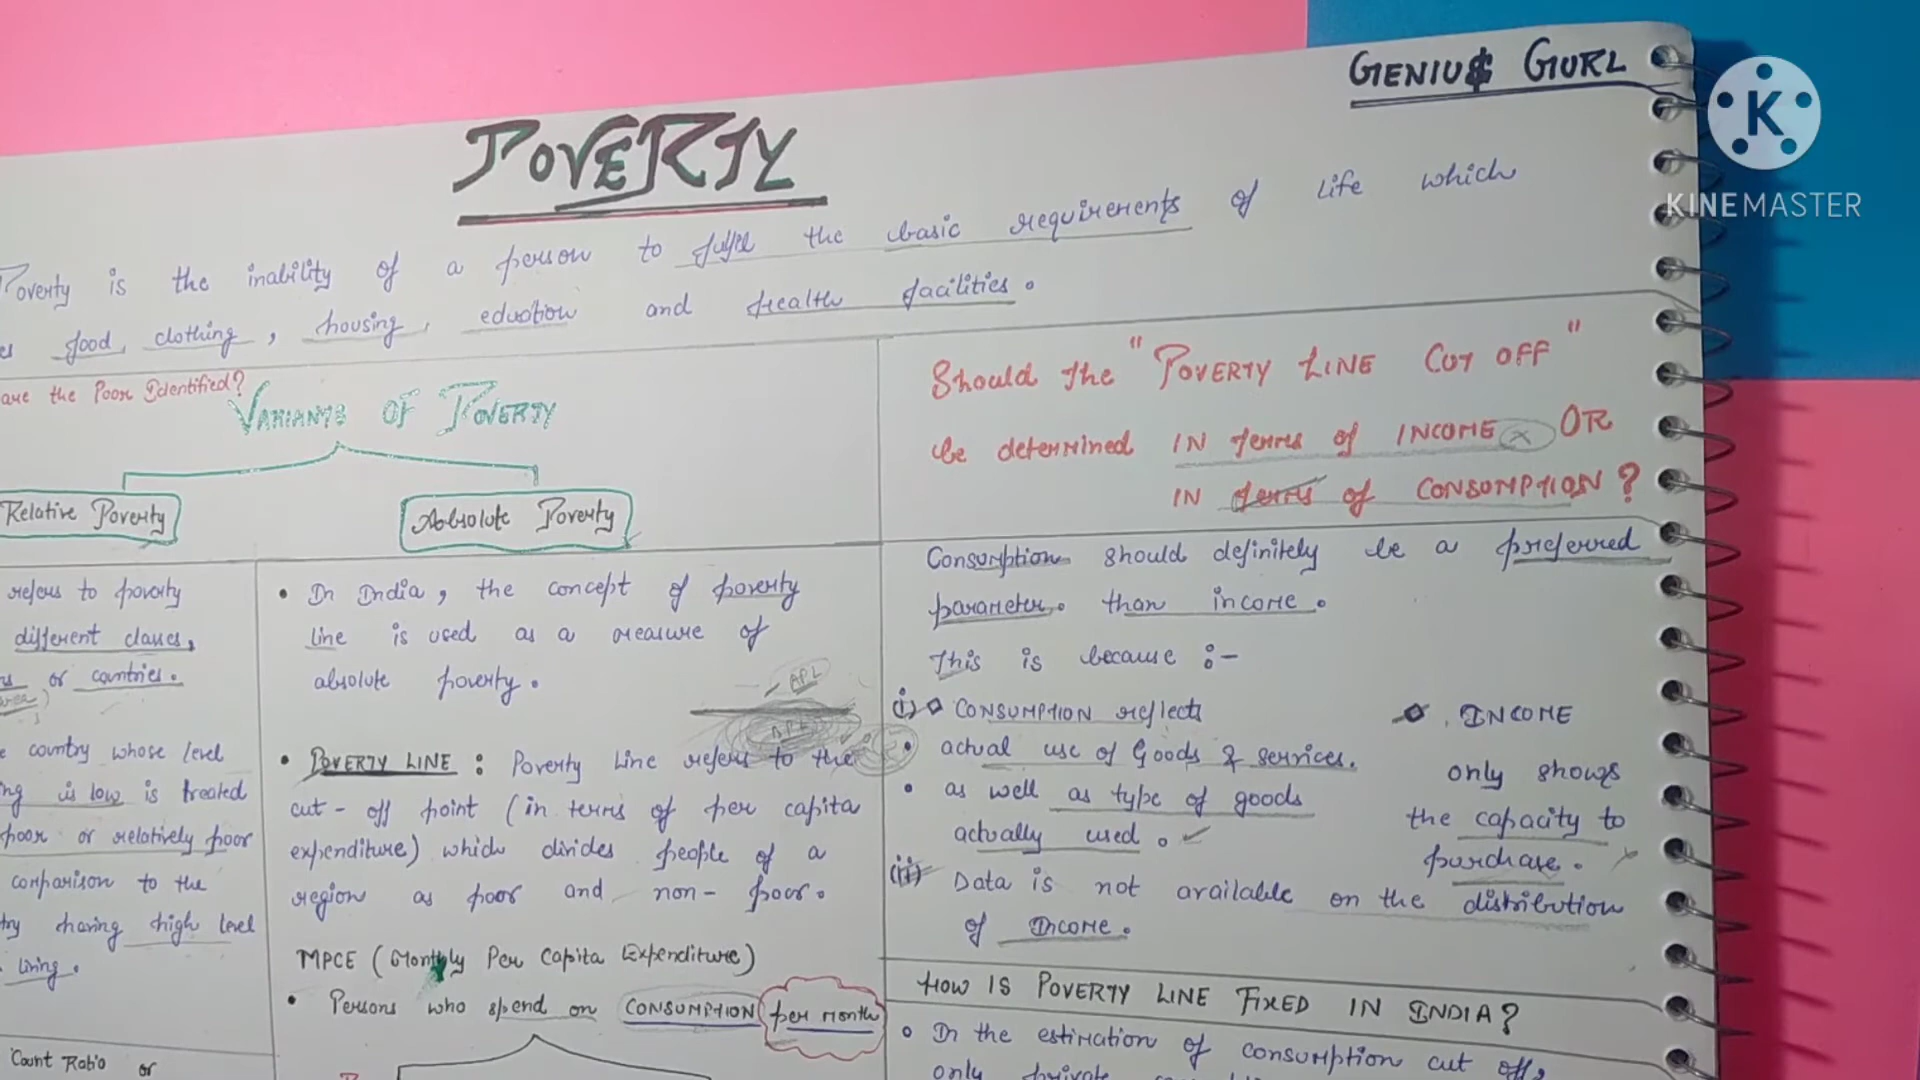 GENIU$ GURL
K
KINEMASTER
POVERTY
Poverty is the inability of a person to fulfil the basic requirements of life which
food, clothing, housing, eduction and health facilities.
are the Poor Identified?
VARIANTS OF POVERTY
Relative Poverty
Absolute Poverty
refers to poverty
different classes,
or countries.
area)
country whose level
is low is treated
poor or relatively poor
comparison to the
having high level
living.
Count Ratio or
• In India, the concept of poverty
line is used as a measure of
absolute poverty.
APL
• POVERTY LINE : Poverty Line refers to the
cut-off point (in terms of per capita
expenditure) which divides people of a
region as poor and non-poor.
MPCE (Monthly Per Capita Expenditure)
• Persons who spend on CONSUMPTION per month
Should the "POVERTY LINE CUT OFF"
be determined IN terms of INCOME x OR
IN terms of CONSUMPTION?
Consumption should definitely be a preferred
parameter. than income.
This is because :-
(i) CONSUMPTION reflects
• actual use of Goods & services.
• as well as type of goods
actually used.
INCOME
only shows
the capacity to
purchase.
(ii) Data is not available on the distribution
of Income.
HOW IS POVERTY LINE FIXED IN INDIA?
• In the estimation of consumption cut off,
only private